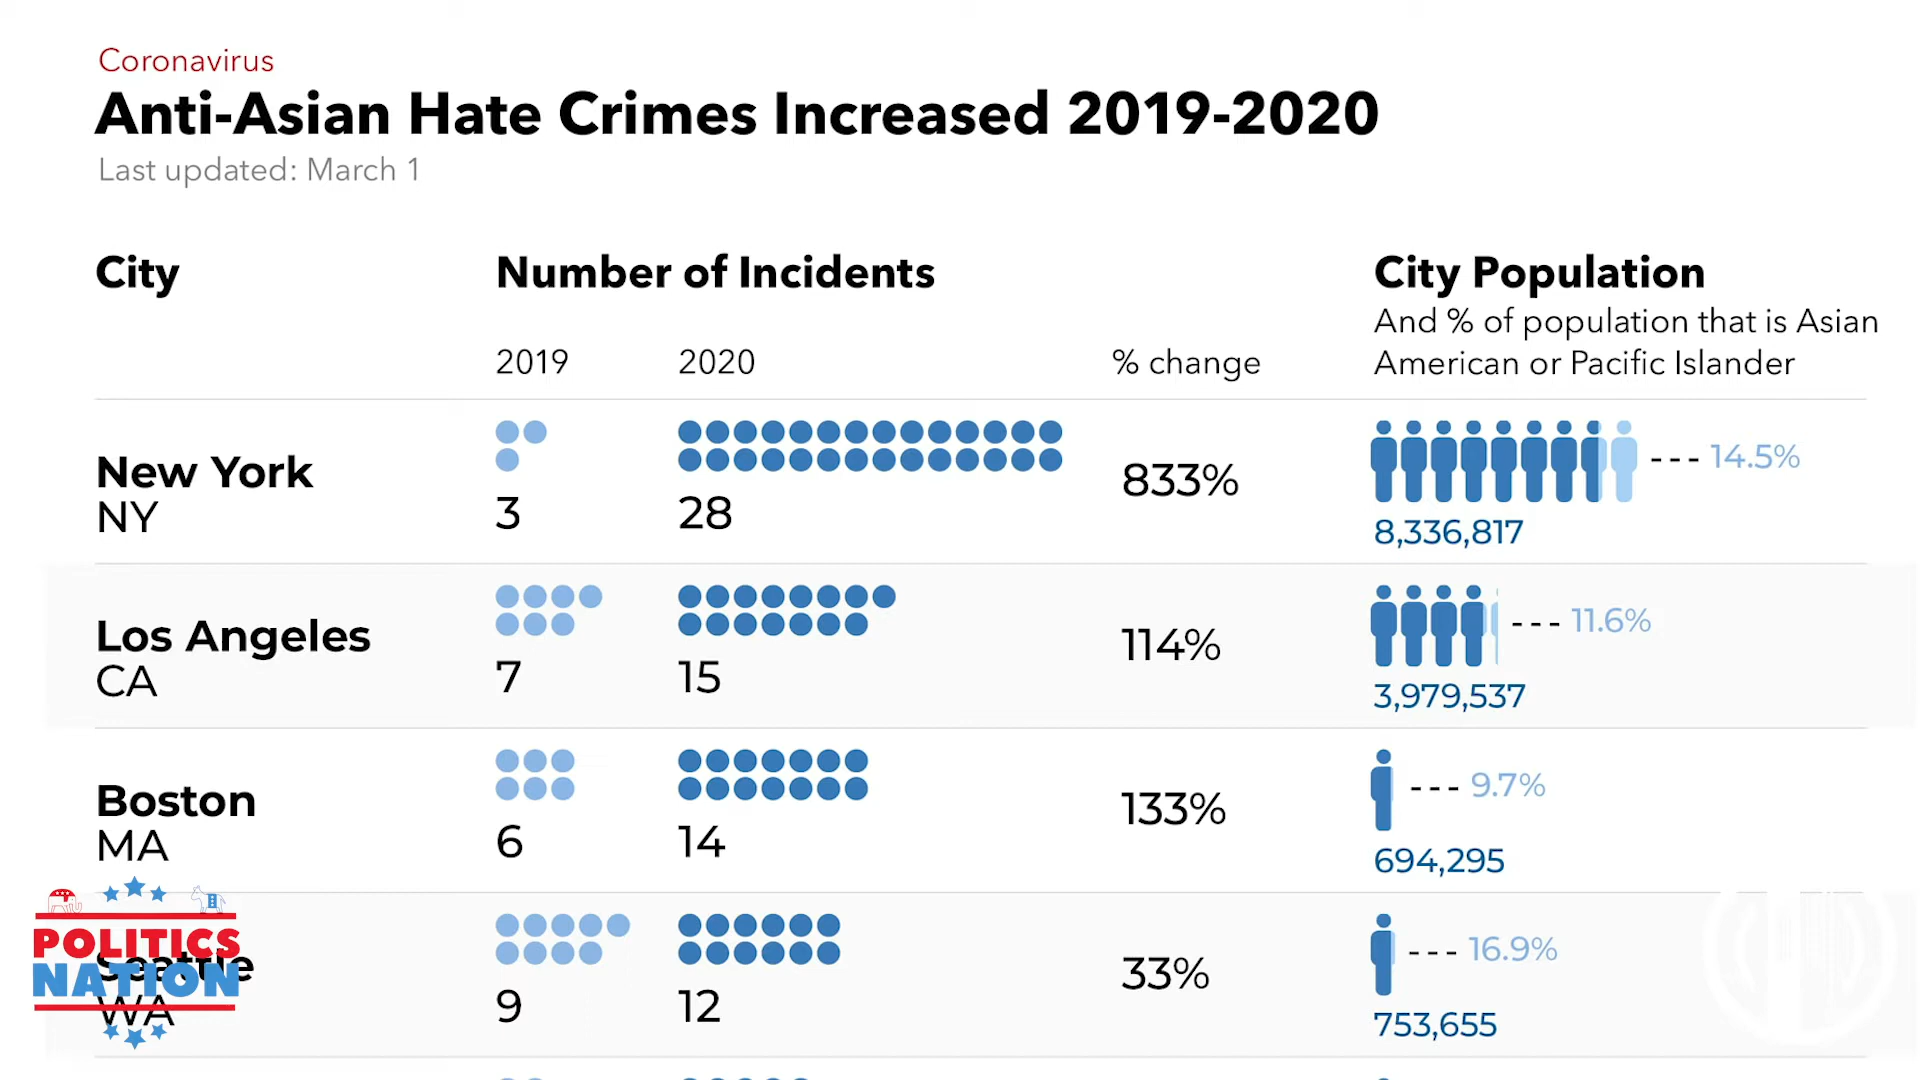 Coronavirus
Anti-Asian Hate Crimes Increased 2019-2020
Last updated: March 1
City
Number of Incidents
City Population
And % of population that is Asian
American or Pacific Islander
2019 2020 % change
New York
NY
3 28 833% 14.5%
8,336,817
Los Angeles
CA
7 15 114% 11.6%
3,979,537
Boston
MA
6 14 133% 9.7%
694,295
Seattle
WA
9 12 33% 16.9%
753,655
POLITICS
NATION